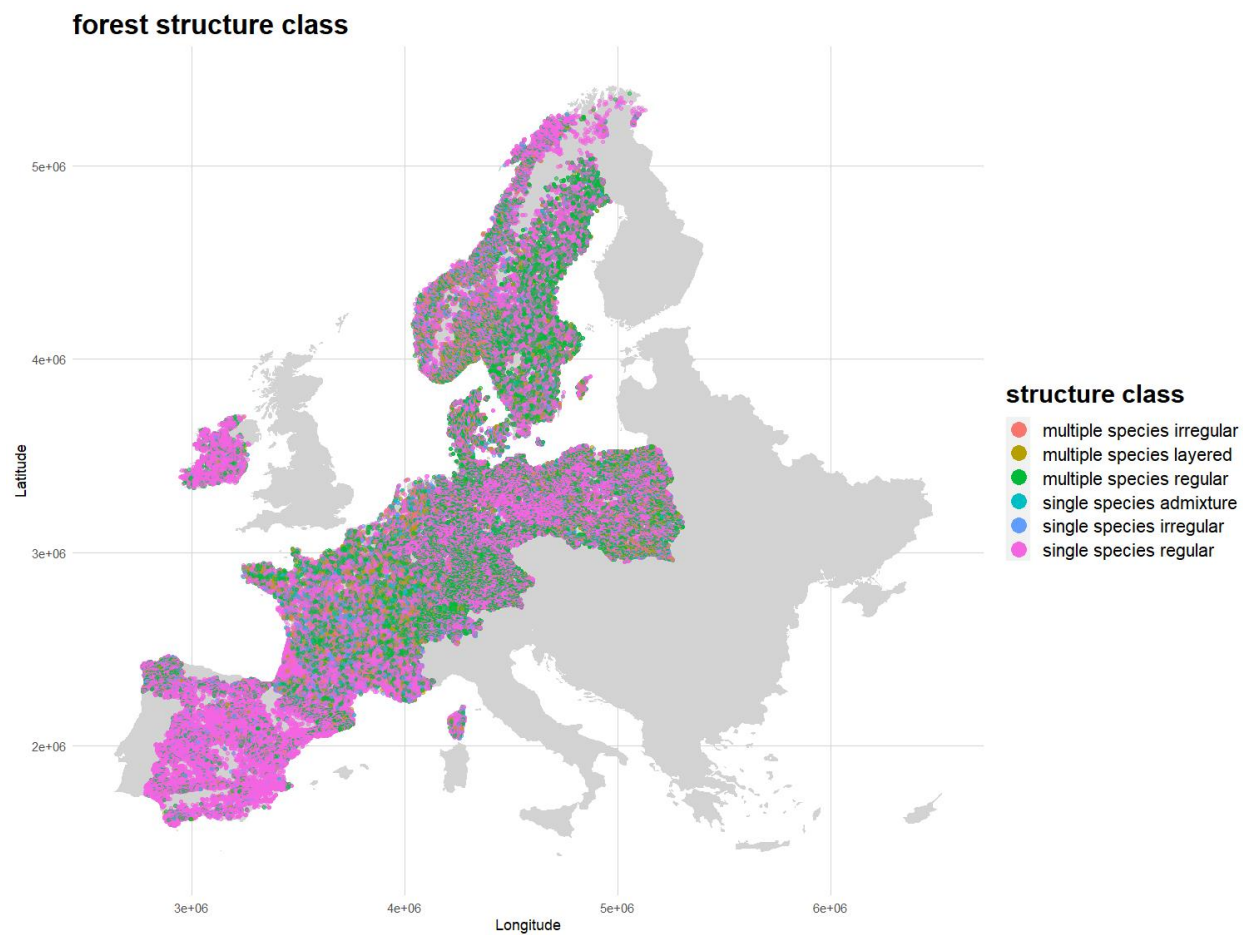 forest structure class
5e+06
4e+06
3e+06
2e+06
Latitude
3e+06 4e+06 5e+06 6e+06
Longitude
structure class
multiple species irregular
multiple species layered
multiple species regular
single species admixture
single species irregular
single species regular